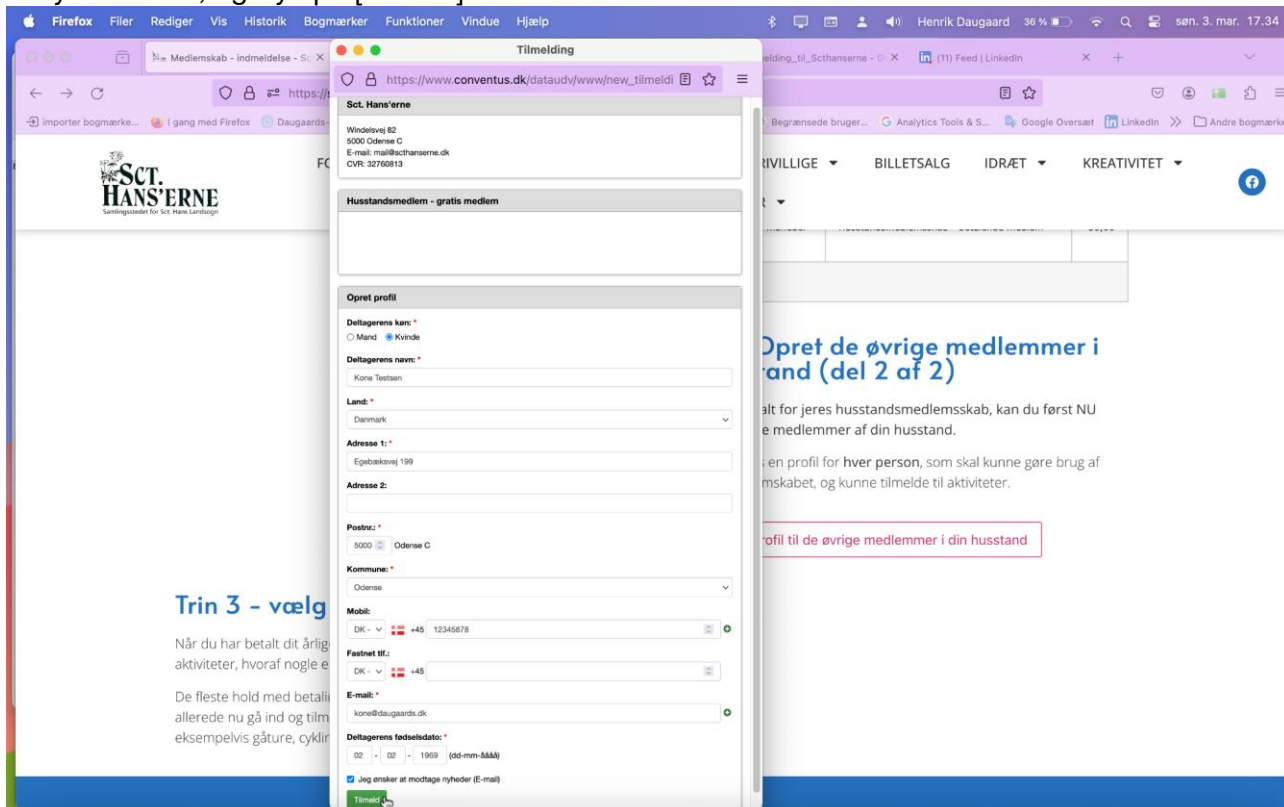 Firefox Filer Rediger Vis Historik Bogmærker Funktioner Vindue Hjælp Henrik Daugaard 36 % søn. 3. mar. 17.34
Medlemskab - indmeldelse - Sc
Tilmelding
elding_til_Scthanserne - G
(11) Feed | LinkedIn
https://www.conventus.dk/dataudv/www/new_tilmeldi
https://
importer bogmærke... I gang med Firefox Daugaards-
Begrænsede bruger... Analytics Tools & S... Google Oversæt LinkedIn Andre bogmærke
SCT.
HANS'ERNE
Samlingsstedet for Sct. Hans Landsogn
FO
RIVILLIGE BILLETSALG IDRÆT KREATIVITET
R
Sct. Hans'erne
Windelsvej 82
5000 Odense C
E-mail: mail@scthanserne.dk
CVR: 32760813
Husstandsmedlem - gratis medlem
Opret profil
Deltagerens køn: *
Mand Kvinde
Deltagerens navn: *
Kone Testsen
Land: *
Danmark
Adresse 1: *
Egebæksvej 199
Adresse 2:
Postnr.: *
5000 Odense C
Kommune: *
Odense
Mobil:
DK - +45 12345678
Fastnet tlf.:
DK - +45
E-mail: *
kone@daugaards.dk
Deltagerens fødselsdato: *
02 - 02 - 1969 (dd-mm-åååå)
Jeg ønsker at modtage nyheder (E-mail)
Tilmeld
Opret de øvrige medlemmer i
rand (del 2 af 2)
alt for jeres husstandsmedlemsskab, kan du først NU
e medlemmer af din husstand.
s en profil for hver person, som skal kunne gøre brug af
mskabet, og kunne tilmelde til aktiviteter.
rofil til de øvrige medlemmer i din husstand
Trin 3 - vælg
Når du har betalt dit årlig
aktiviteter, hvoraf nogle e
De fleste hold med betali
allerede nu gå ind og tilm
eksempelvis gåture, cyklir